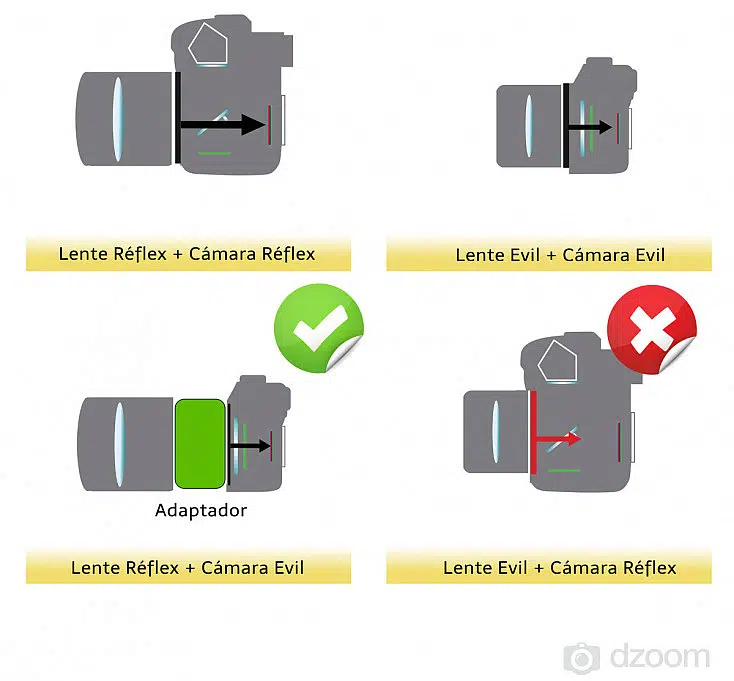 Lente Réflex + Cámara Réflex
Lente Evil + Cámara Evil
Adaptador
Lente Réflex + Cámara Evil
Lente Evil + Cámara Réflex
dzoom